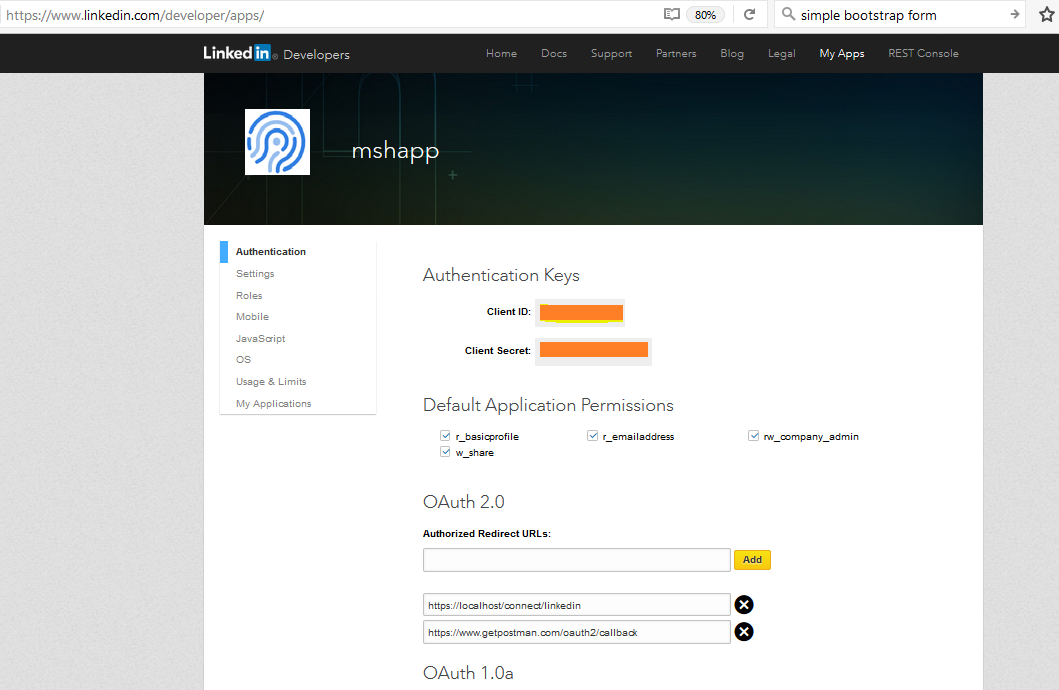 https://www.linkedin.com/developer/apps/ 80% simple bootstrap form
Linked in® Developers Home Docs Support Partners Blog Legal My Apps REST Console
mshapp
Authentication
Settings
Roles
Mobile
JavaScript
OS
Usage & Limits
My Applications
Authentication Keys
Client ID:
Client Secret:
Default Application Permissions
r_basicprofile r_emailaddress rw_company_admin
w_share
OAuth 2.0
Authorized Redirect URLs:
Add
https://localhost/connect/linkedin
https://www.getpostman.com/oauth2/callback
OAuth 1.0a